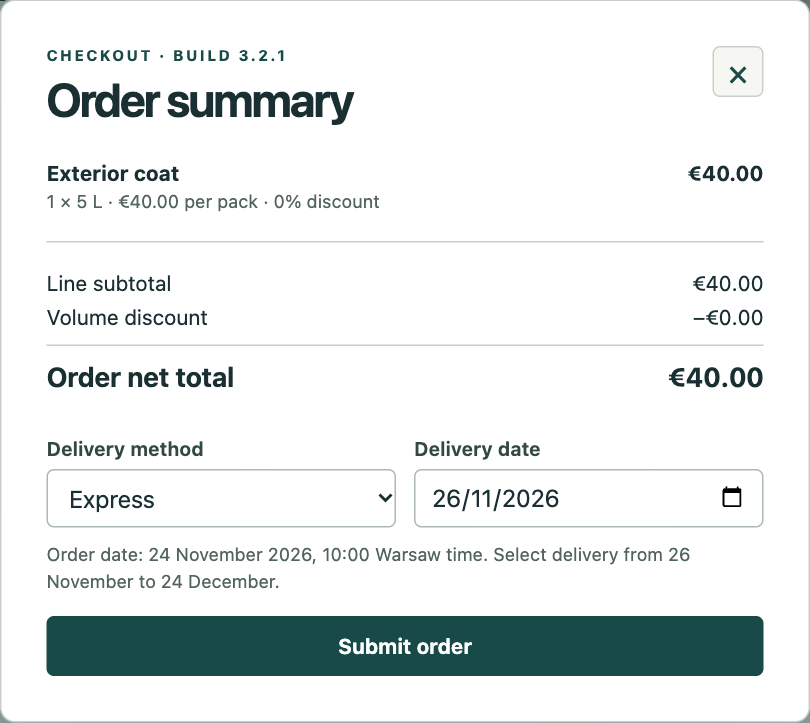 CHECKOUT · BUILD 3.2.1
Order summary
×
Exterior coat €40.00
1 × 5 L · €40.00 per pack · 0% discount
Line subtotal €40.00
Volume discount –€0.00
Order net total €40.00
Delivery method Delivery date
Express 26/11/2026
Order date: 24 November 2026, 10:00 Warsaw time. Select delivery from 26
November to 24 December.
Submit order